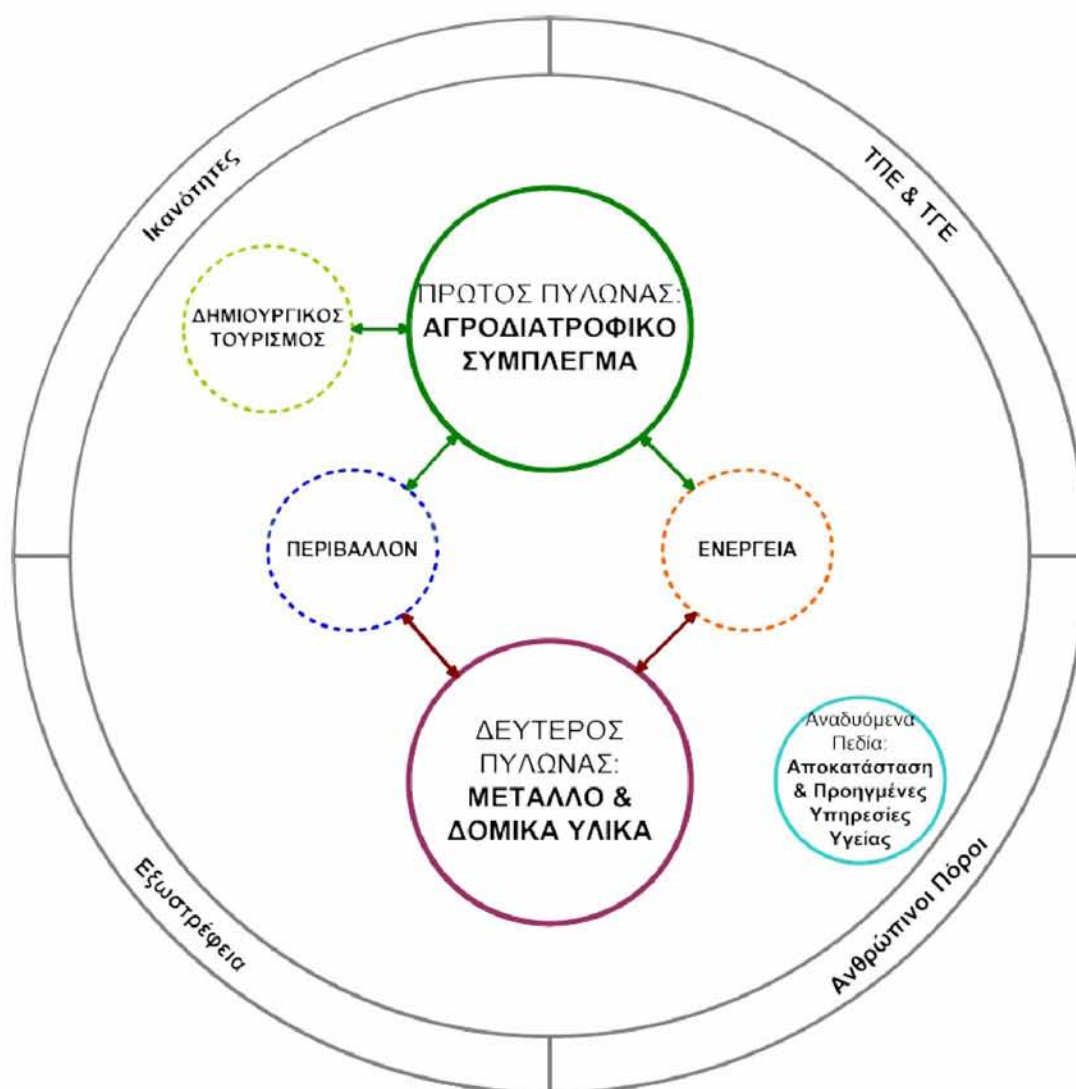 Ικανότητες
ΤΠΕ & ΤΓΕ
ΠΡΩΤΟΣ ΠΥΛΩΝΑΣ:
ΑΓΡΟΔΙΑΤΡΟΦΙΚΟ
ΣΥΜΠΛΕΓΜΑ
ΔΗΜΙΟΥΡΓΙΚΟΣ
ΤΟΥΡΙΣΜΟΣ
ΠΕΡΙΒΑΛΛΟΝ
ΕΝΕΡΓΕΙΑ
ΔΕΥΤΕΡΟΣ
ΠΥΛΩΝΑΣ:
ΜΕΤΑΛΛΟ &
ΔΟΜΙΚΑ ΥΛΙΚΑ
Αναδυόμενα
Πεδία:
Αποκατάσταση
& Προηγμένες
Υπηρεσίες
Υγείας
Εξωστρέφεια
Ανθρώπινοι Πόροι